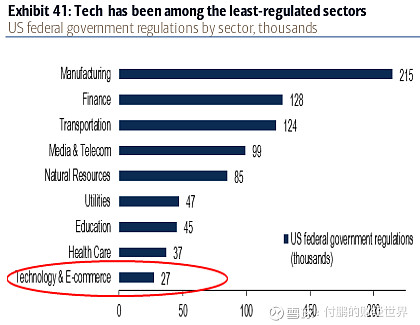 Exhibit 41: Tech has been among the least-regulated sectors
US federal government regulations by sector, thousands
Manufacturing 215
Finance 128
Transportation 124
Media & Telecom 99
Natural Resources 85
Utilities 47
Education 45
Health Care 37
Technology & E-commerce 27
US federal government regulations
(thousands)
0 50 100 150 200
雪球: 付鹏的财经世界